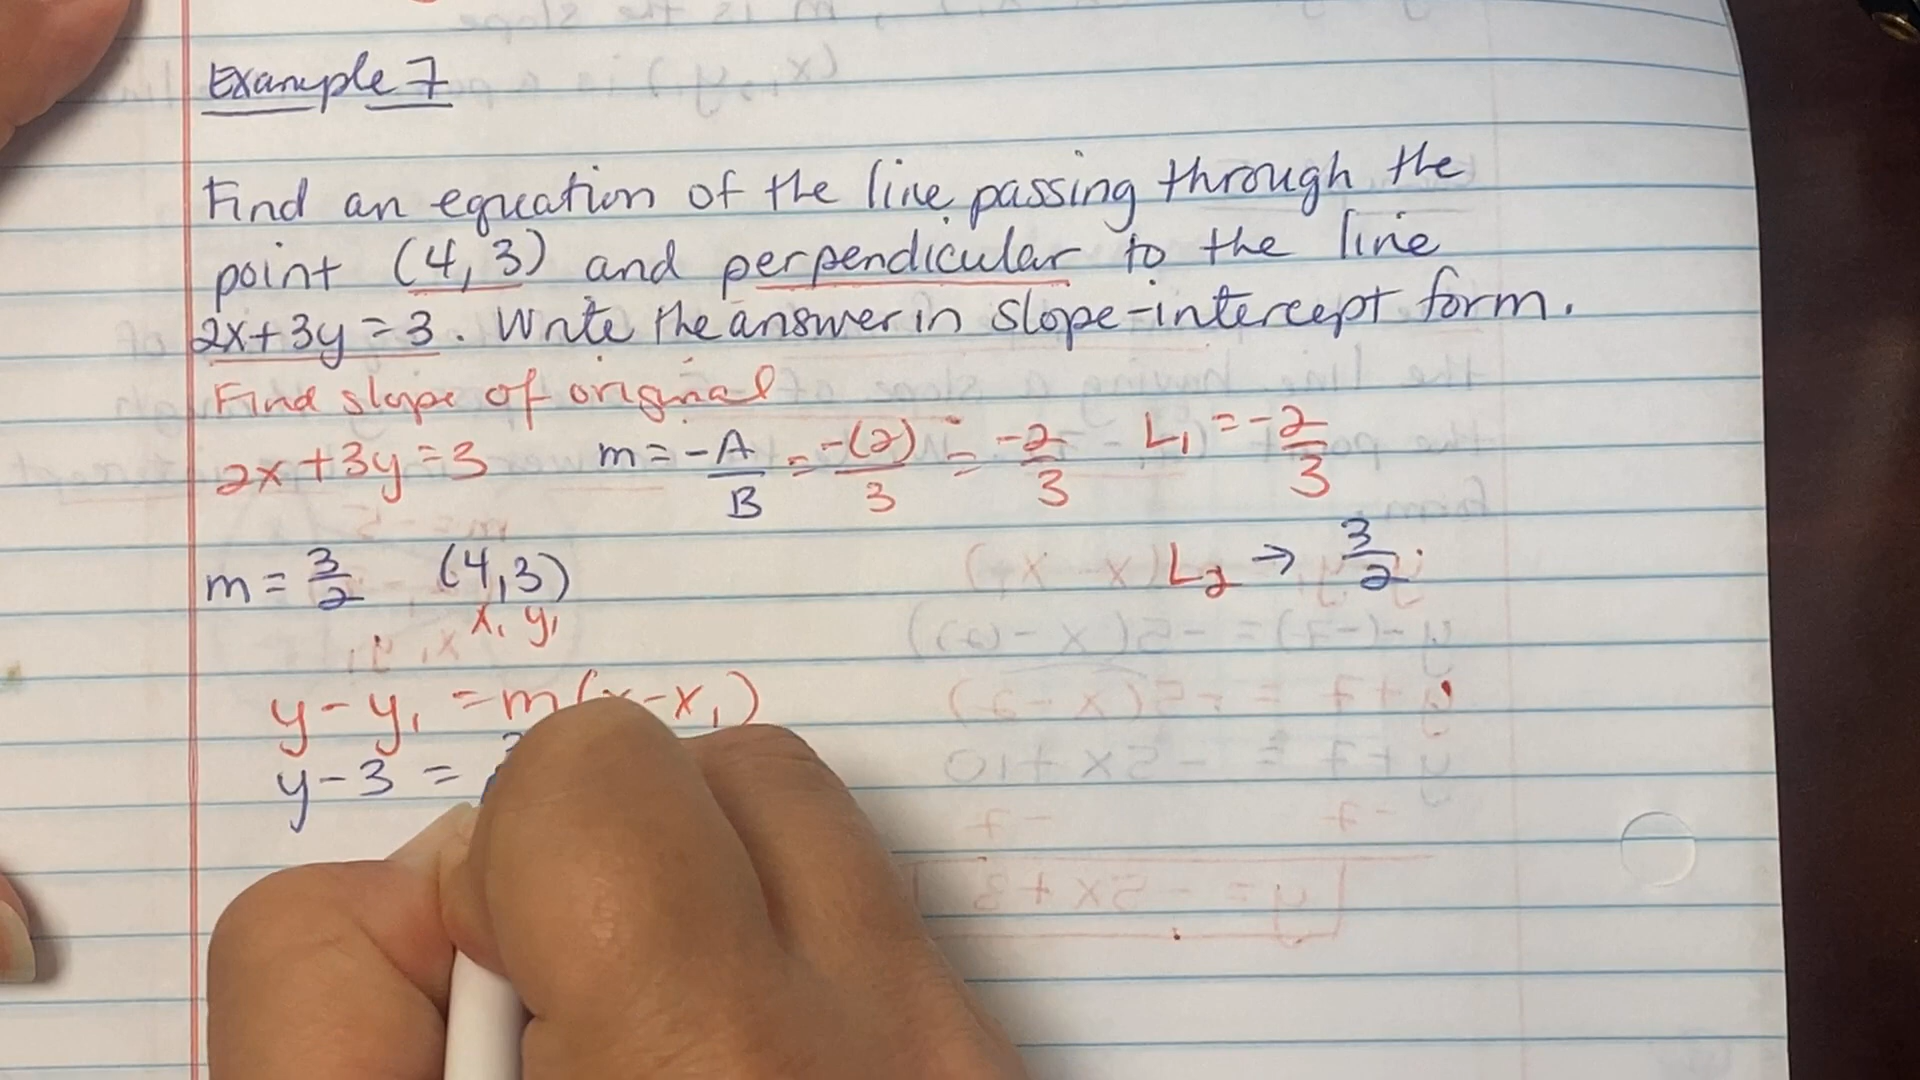 Example 7
Find an equation of the line passing through the
point (4, 3) and perpendicular to the line
2x+3y=3. Write the answer in slope-intercept form.
Find slope of original
2x+3y=3 m=-A/B = -(2)/3 = -2/3 L₁ = -2/3
m=3/2 (4,3) L₂ → 3/2
x₁ y₁
y-y₁ =m(x-x₁)
y-3 =